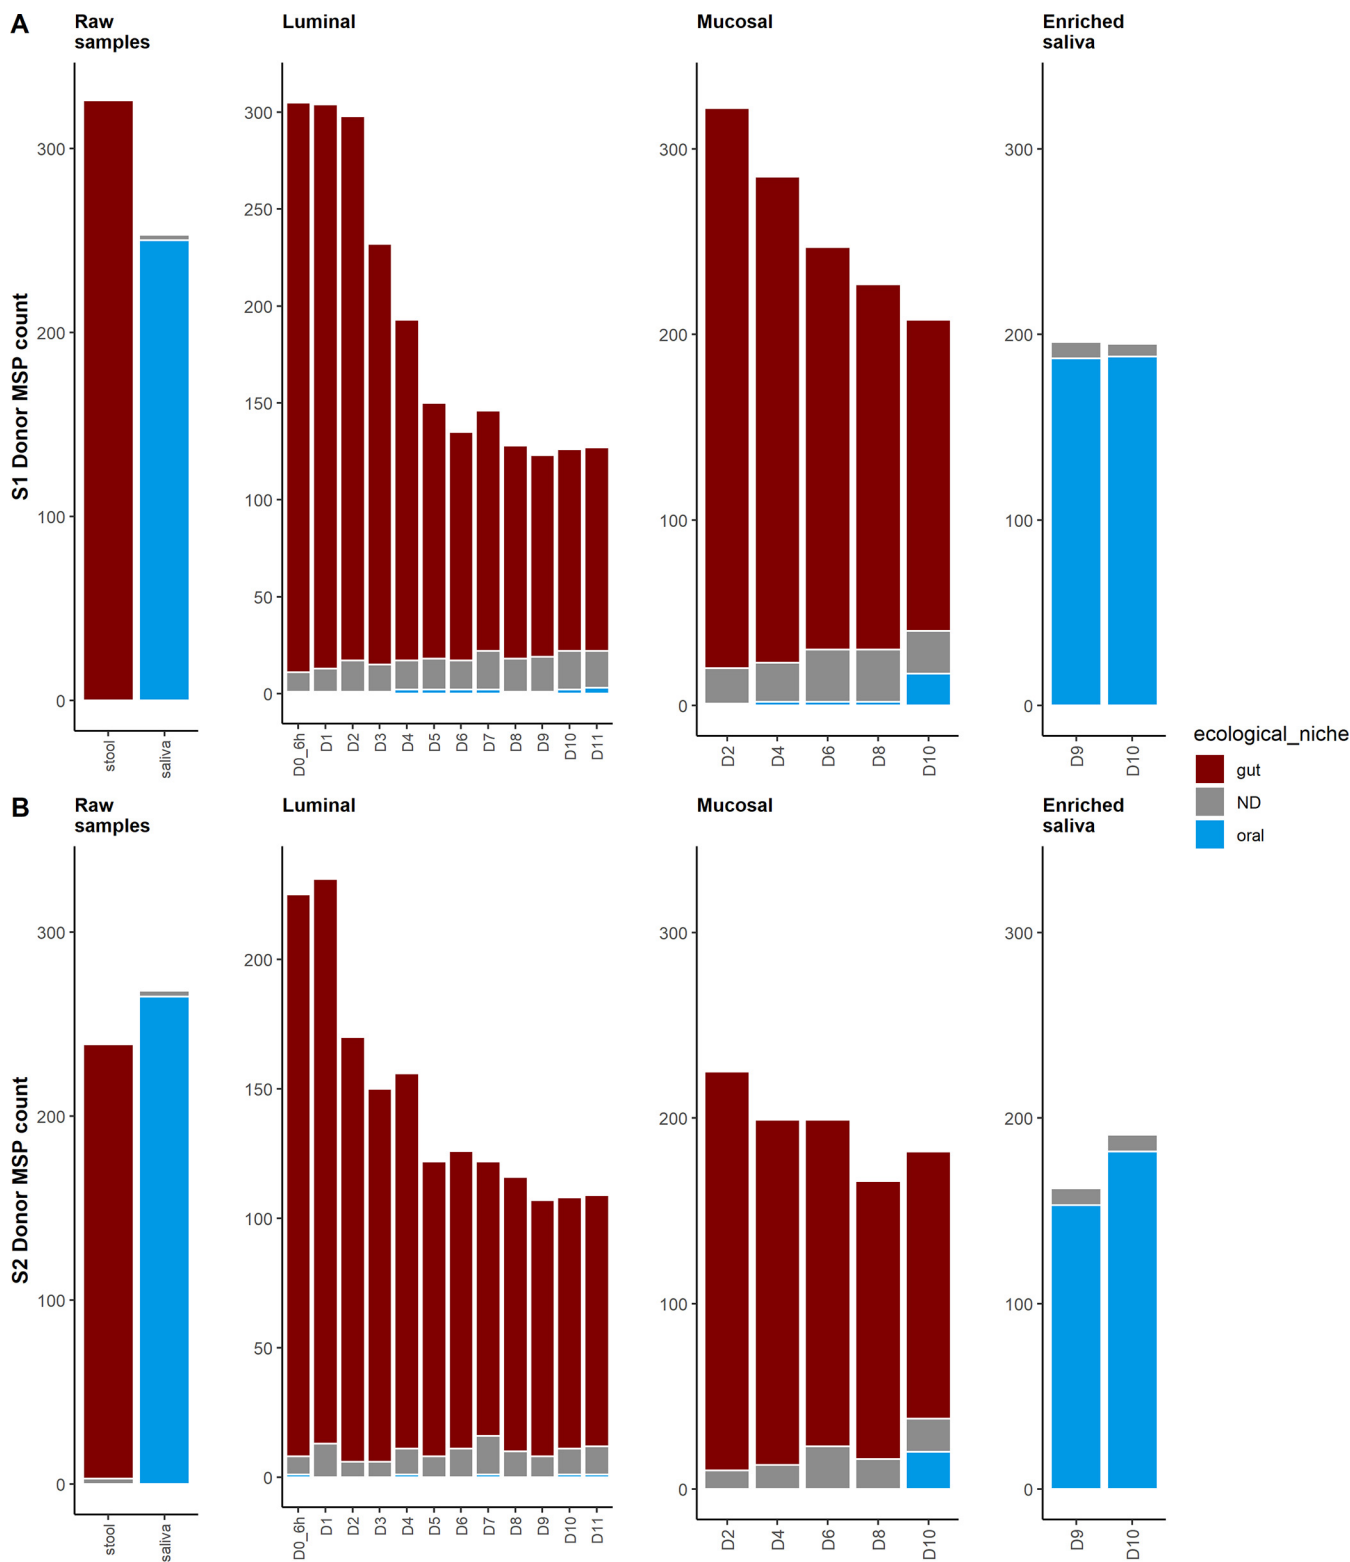 A
Raw
samples
Luminal
Mucosal
Enriched
saliva
S1 Donor MSP count
300
200
100
0
stool
saliva
300
250
200
150
100
50
0
D0_6h
D1
D2
D3
D4
D5
D6
D7
D8
D9
D10
D11
300
200
100
0
D2
D4
D6
D8
D10
300
200
100
0
D9
D10
ecological_niche
gut
ND
oral
B
Raw
samples
Luminal
Mucosal
Enriched
saliva
S2 Donor MSP count
300
200
100
0
stool
saliva
200
150
100
50
0
D0_6h
D1
D2
D3
D4
D5
D6
D7
D8
D9
D10
D11
300
200
100
0
D2
D4
D6
D8
D10
300
200
100
0
D9
D10